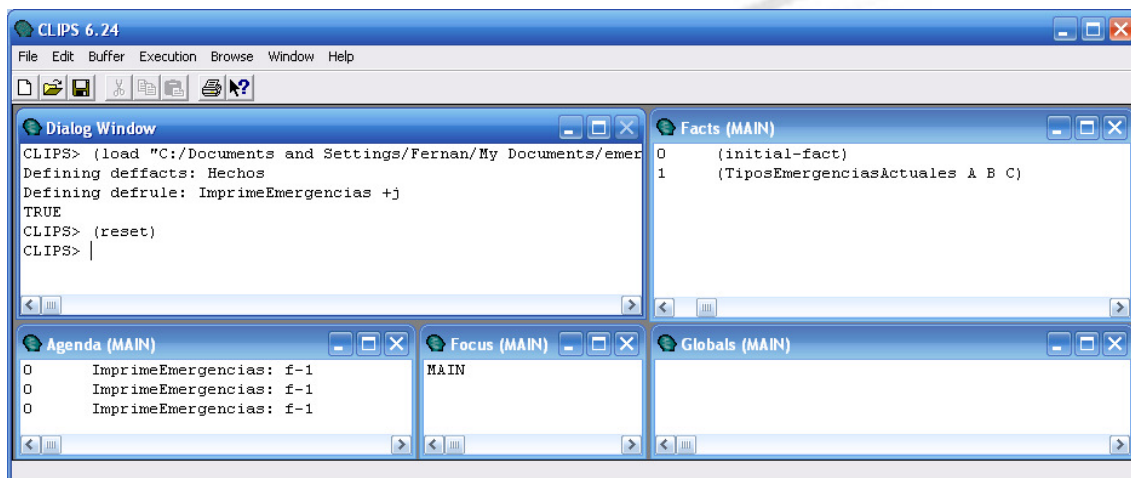 CLIPS 6.24
File Edit Buffer Execution Browse Window Help
Dialog Window
CLIPS> (load "C:/Documents and Settings/Fernan/My Documents/emer
Defining deffacts: Hechos
Defining defrule: ImprimeEmergencias +j
TRUE
CLIPS> (reset)
CLIPS>
Facts (MAIN)
0 (initial-fact)
1 (TiposEmergenciasActuales A B C)
Agenda (MAIN)
0 ImprimeEmergencias: f-1
0 ImprimeEmergencias: f-1
0 ImprimeEmergencias: f-1
Focus (MAIN)
MAIN
Globals (MAIN)